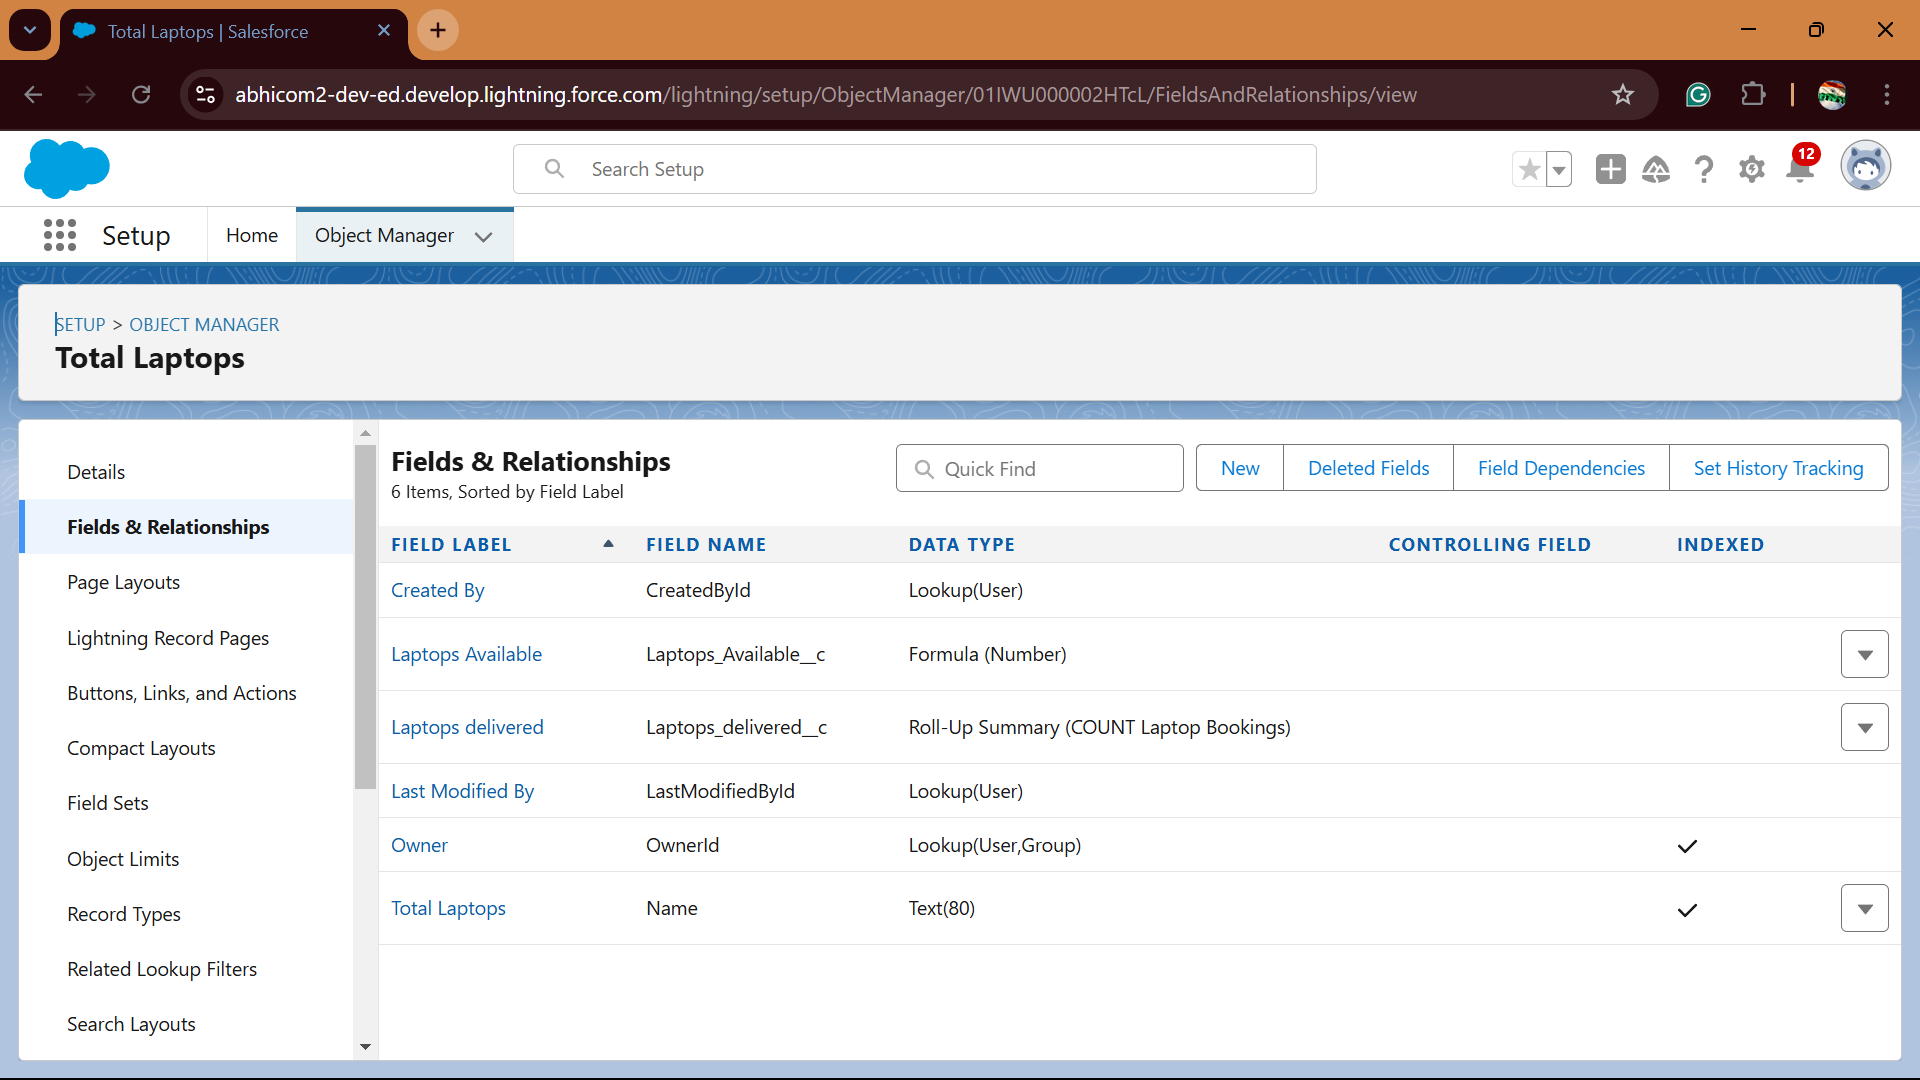 Total Laptops | Salesforce
abhicom2-dev-ed.develop.lightning.force.com/lightning/setup/ObjectManager/01IWU000002HTcL/FieldsAndRelationships/view
Search Setup
12
Setup
Home
Object Manager
SETUP > OBJECT MANAGER
Total Laptops
Details
Fields & Relationships
Page Layouts
Lightning Record Pages
Buttons, Links, and Actions
Compact Layouts
Field Sets
Object Limits
Record Types
Related Lookup Filters
Search Layouts
Fields & Relationships
6 Items, Sorted by Field Label
Quick Find
New
Deleted Fields
Field Dependencies
Set History Tracking
FIELD LABEL FIELD NAME DATA TYPE CONTROLLING FIELD INDEXED
Created By CreatedById Lookup(User)
Laptops Available Laptops_Available__c Formula (Number)
Laptops delivered Laptops_delivered__c Roll-Up Summary (COUNT Laptop Bookings)
Last Modified By LastModifiedById Lookup(User)
Owner OwnerId Lookup(User,Group)
Total Laptops Name Text(80)